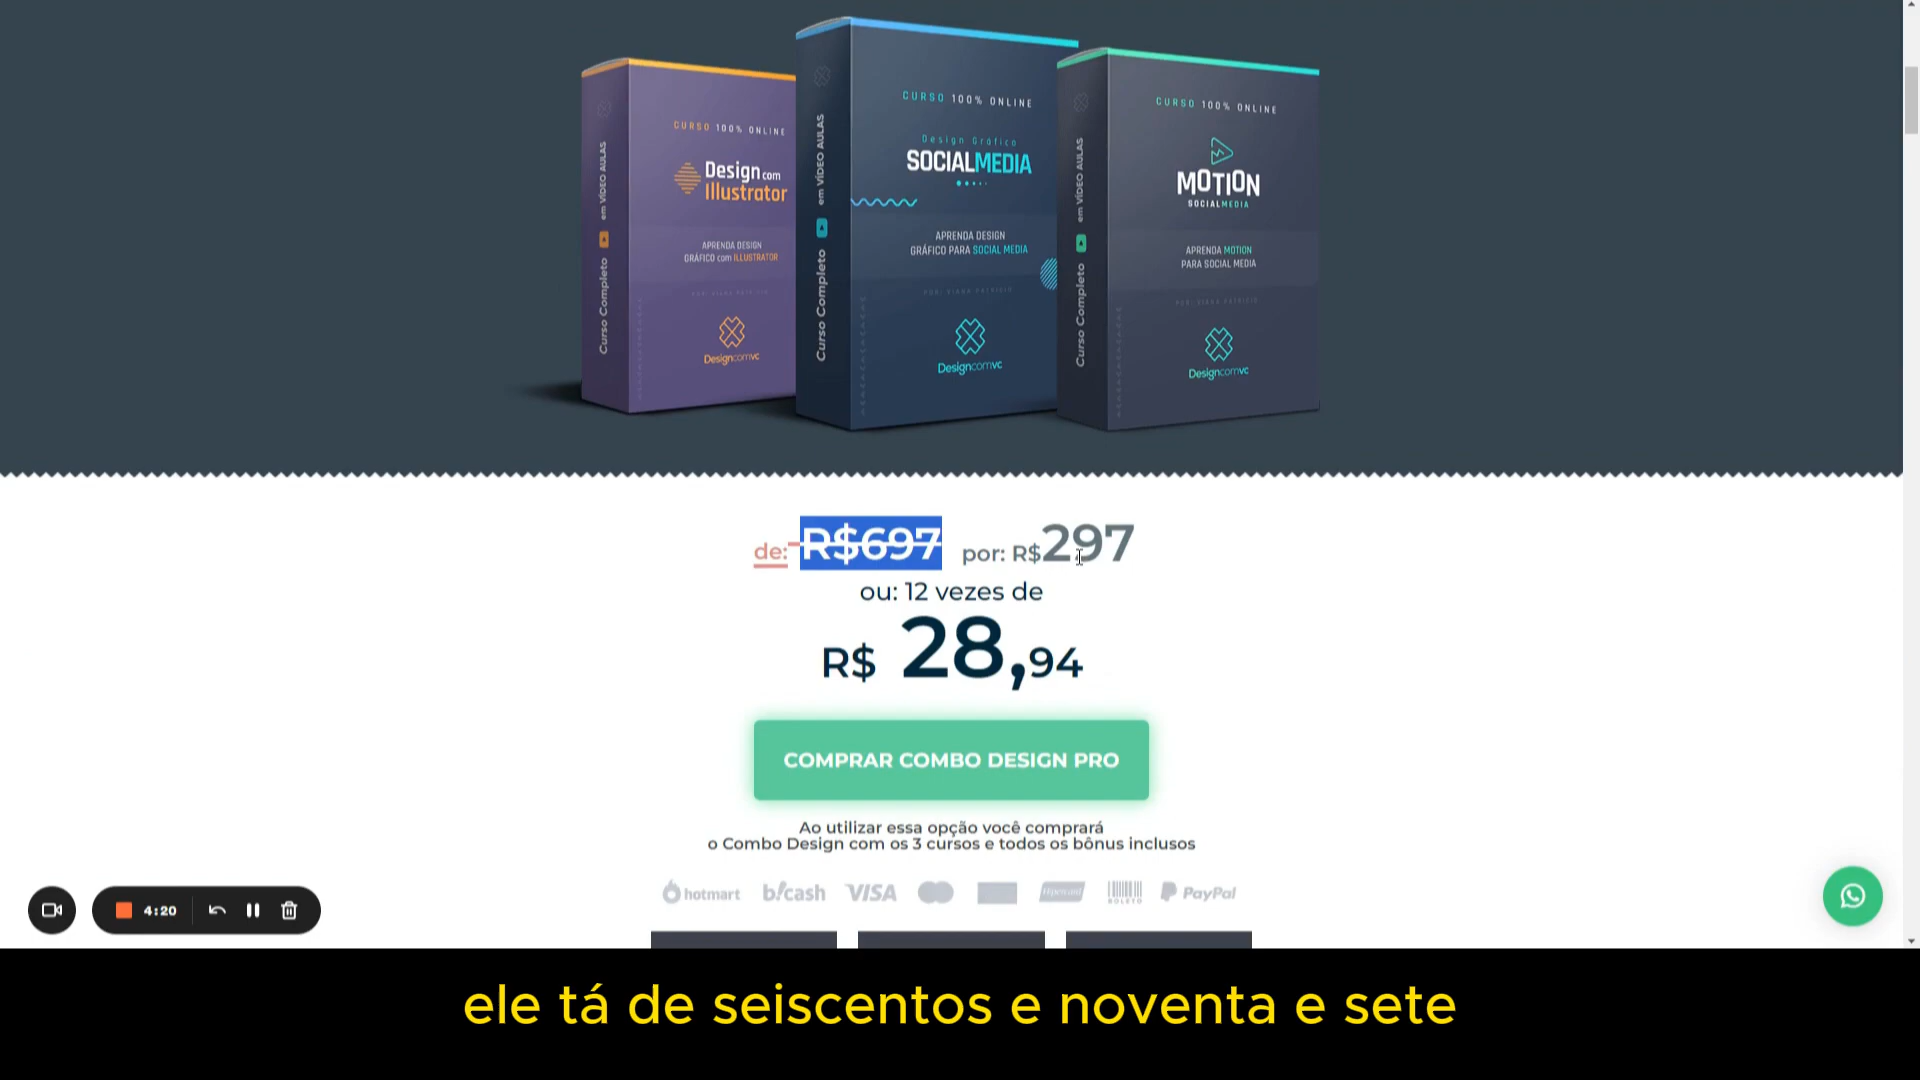 CURSO 100% ONLINE
Design com
Illustrator
APRENDA DESIGN
GRÁFICO com ILLUSTRATOR
Designcomvc
Curso Completo em VÍDEO AULAS
CURSO 100% ONLINE
Design Gráfico
SOCIALMEDIA
APRENDA DESIGN
GRÁFICO PARA SOCIAL MEDIA
Designcomvc
Curso Completo em VÍDEO AULAS
CURSO 100% ONLINE
MOTION
SOCIALMEDIA
APRENDA MOTION
PARA SOCIAL MEDIA
Designcomvc
Curso Completo em VÍDEO AULAS
de: R$697 por: R$297
ou: 12 vezes de
R$ 28,94
COMPRAR COMBO DESIGN PRO
Ao utilizar essa opção você comprará
o Combo Design com os 3 cursos e todos os bônus inclusos
hotmart b!cash VISA Hipercard BOLETO PayPal
4:20
ele tá de seiscentos e noventa e sete